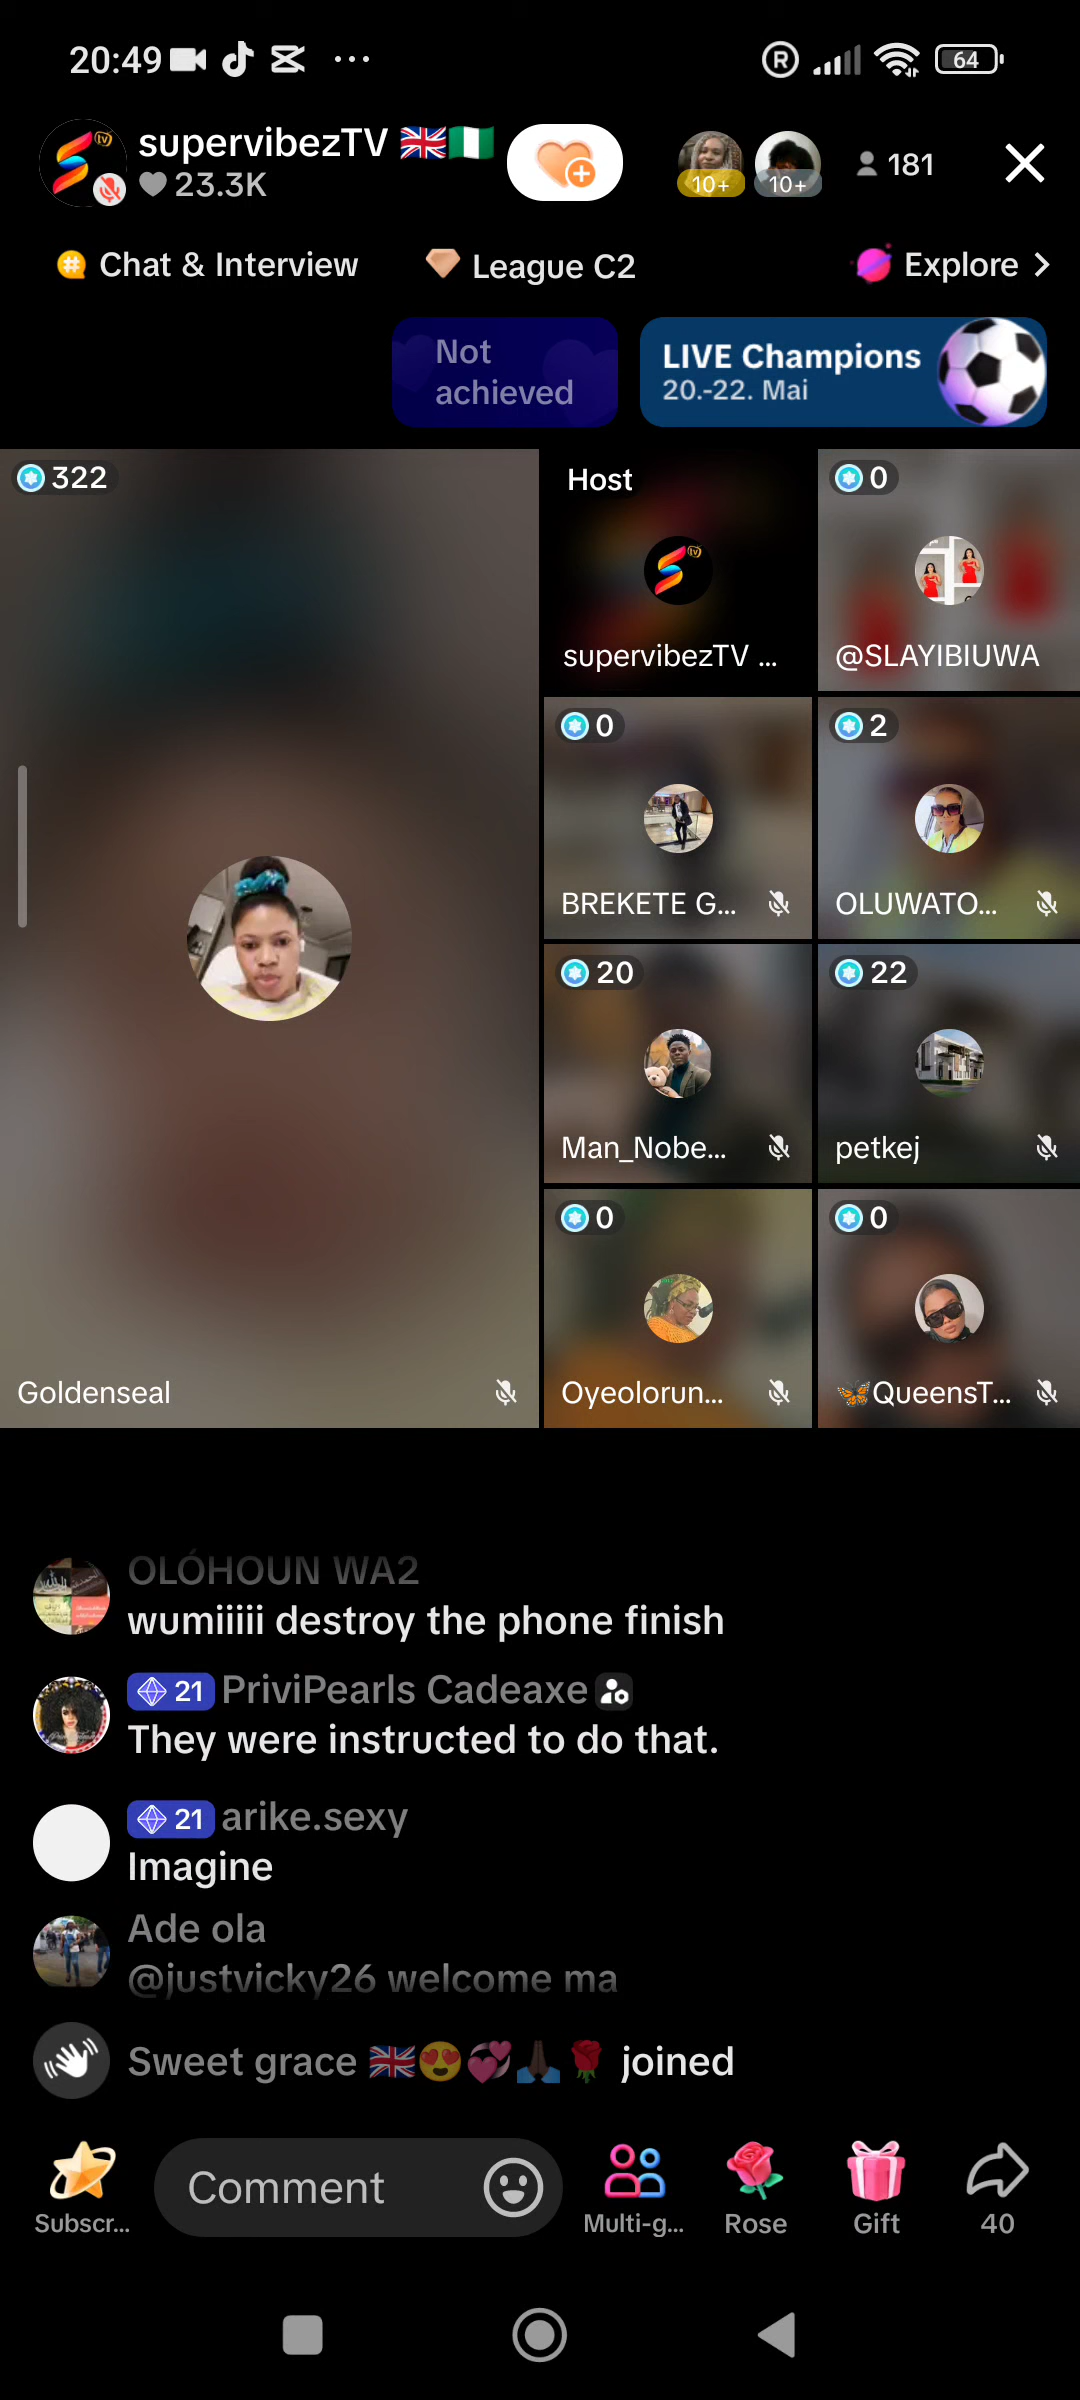 20:49
R
64
supervibezTV 🇬🇧🇳🇬
23.3K
10+
10+
181
Chat & Interview
League C2
Explore
Not
achieved
LIVE Champions
20.-22. Mai
322
Host
0
supervibezTV ...
@SLAYIBIUWA
0
2
BREKETE G...
OLUWATO...
20
22
Man_Nobe...
petkej
0
0
Goldenseal
Oyeolorun...
🦋QueensT...
OLÓHOUN WA2
wumiiiii destroy the phone finish
21 PriviPearls Cadeaxe
They were instructed to do that.
21 arike.sexy
Imagine
Ade ola
@justvicky26 welcome ma
Sweet grace 🇬🇧😍💞🙏🏿🌹 joined
Comment
Subscr...
Multi-g...
Rose
Gift
40